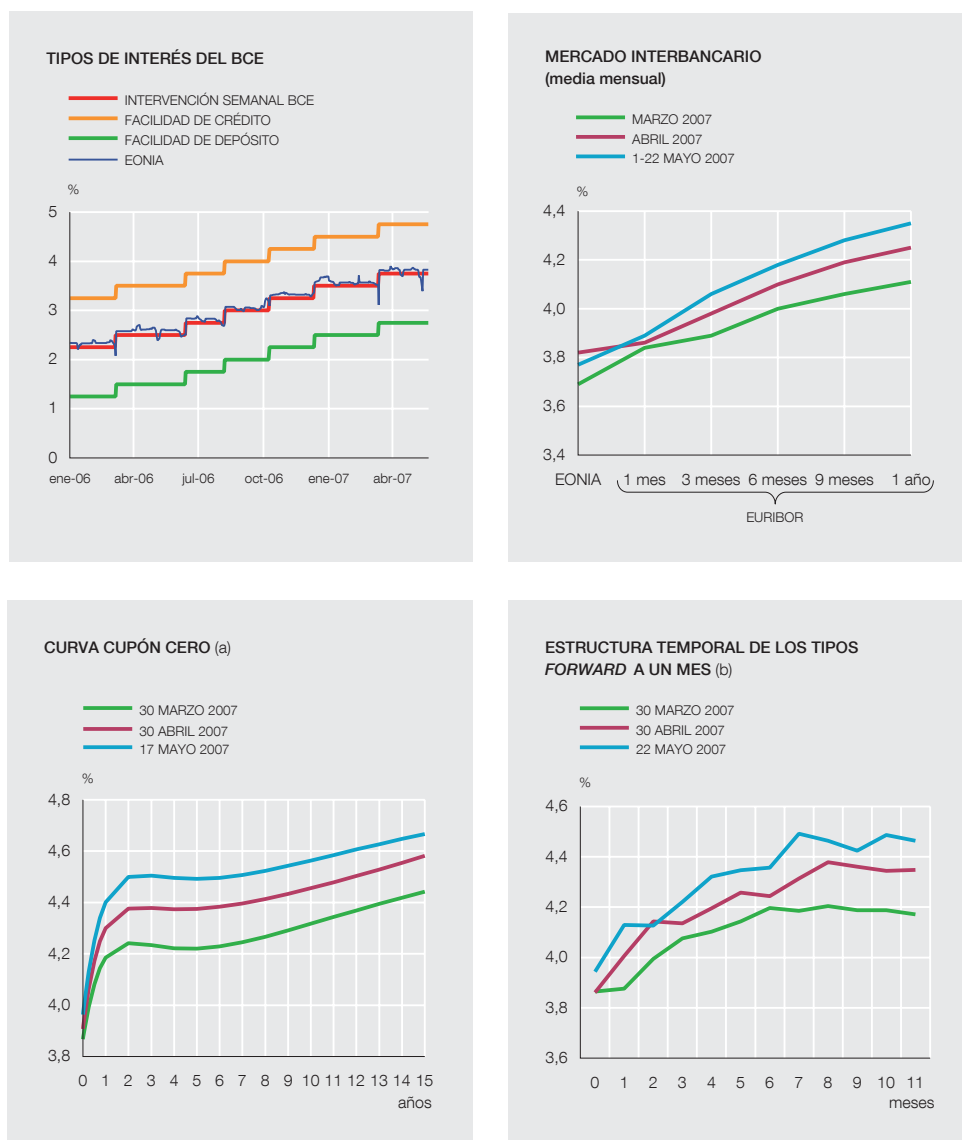 TIPOS DE INTERÉS DEL BCE
INTERVENCIÓN SEMANAL BCE
FACILIDAD DE CRÉDITO
FACILIDAD DE DEPÓSITO
EONIA
%
5
4
3
2
1
0
ene-06 abr-06 jul-06 oct-06 ene-07 abr-07
MERCADO INTERBANCARIO
(media mensual)
MARZO 2007
ABRIL 2007
1-22 MAYO 2007
%
4,4
4,2
4,0
3,8
3,6
3,4
EONIA 1 mes 3 meses 6 meses 9 meses 1 año
EURIBOR
CURVA CUPÓN CERO (a)
30 MARZO 2007
30 ABRIL 2007
17 MAYO 2007
%
4,8
4,6
4,4
4,2
4,0
3,8
0 1 2 3 4 5 6 7 8 9 10 11 12 13 14 15
años
ESTRUCTURA TEMPORAL DE LOS TIPOS
FORWARD A UN MES (b)
30 MARZO 2007
30 ABRIL 2007
22 MAYO 2007
%
4,6
4,4
4,2
4,0
3,8
3,6
0 1 2 3 4 5 6 7 8 9 10 11
meses